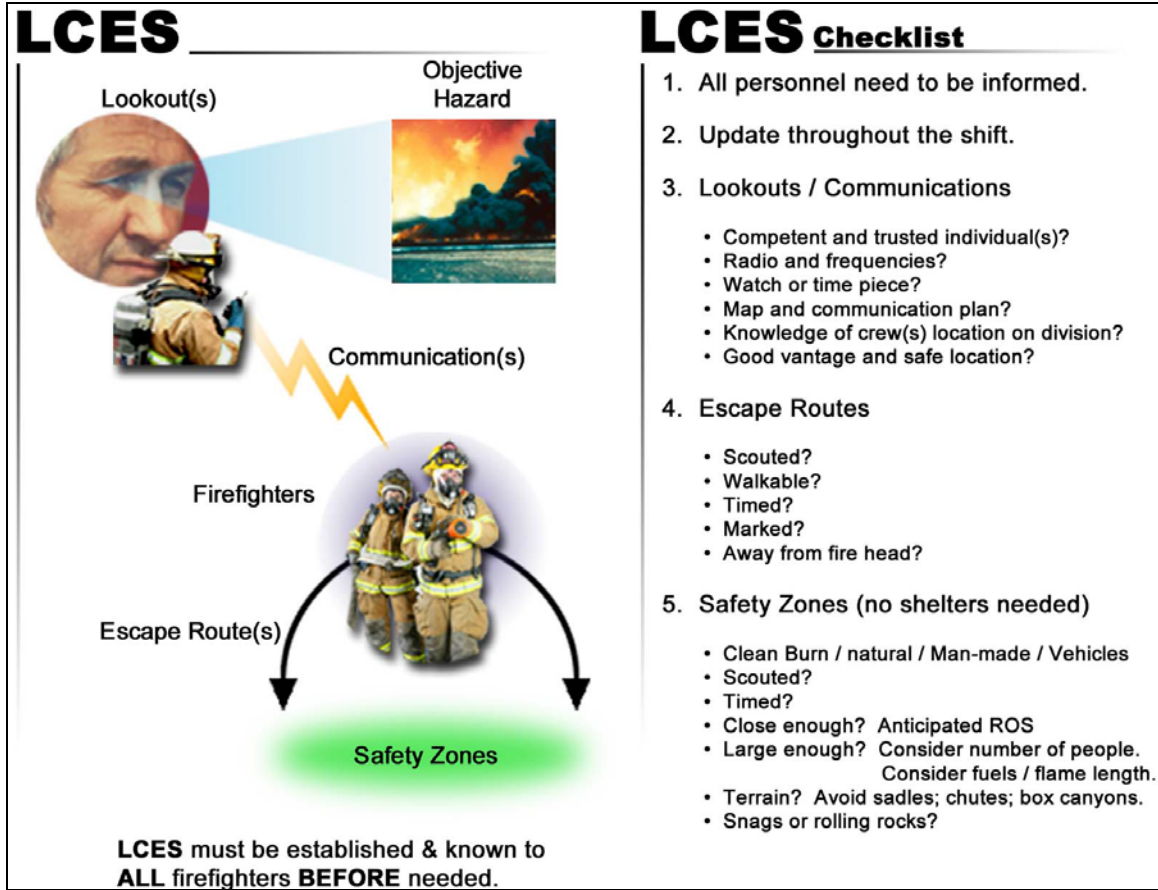 LCES
Lookout(s)
Objective
Hazard
Communication(s)
Firefighters
Escape Route(s)
Safety Zones
LCES must be established & known to
ALL firefighters BEFORE needed.
LCES Checklist
1. All personnel need to be informed.
2. Update throughout the shift.
3. Lookouts / Communications
• Competent and trusted individual(s)?
• Radio and frequencies?
• Watch or time piece?
• Map and communication plan?
• Knowledge of crew(s) location on division?
• Good vantage and safe location?
4. Escape Routes
• Scouted?
• Walkable?
• Timed?
• Marked?
• Away from fire head?
5. Safety Zones (no shelters needed)
• Clean Burn / natural / Man-made / Vehicles
• Scouted?
• Timed?
• Close enough? Anticipated ROS
• Large enough? Consider number of people.
Consider fuels / flame length.
• Terrain? Avoid sadles; chutes; box canyons.
• Snags or rolling rocks?